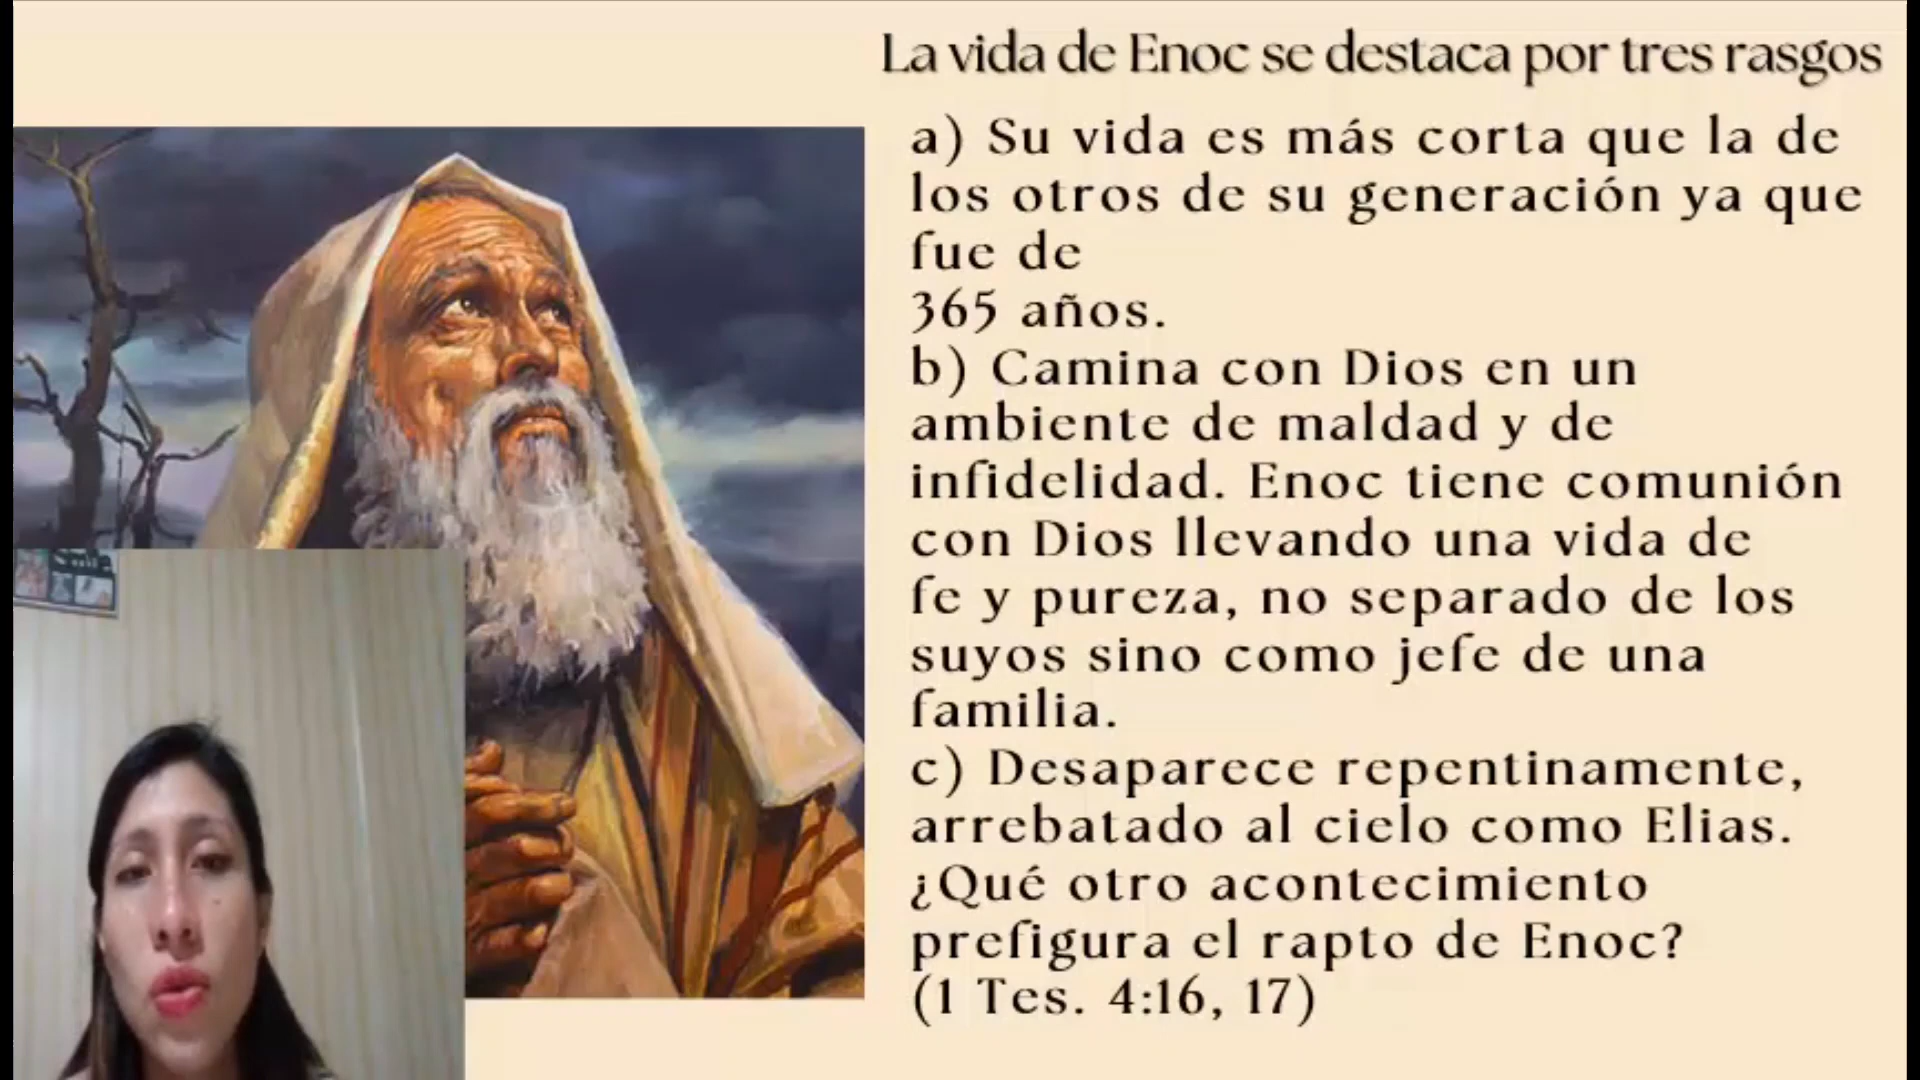 La vida de Enoc se destaca por tres rasgos
a) Su vida es más corta que la de
los otros de su generación ya que
fue de
365 años.
b) Camina con Dios en un
ambiente de maldad y de
infidelidad. Enoc tiene comunión
con Dios llevando una vida de
fe y pureza, no separado de los
suyos sino como jefe de una
familia.
c) Desaparece repentinamente,
arrebatado al cielo como Elias.
¿Qué otro acontecimiento
prefigura el rapto de Enoc?
(1 Tes. 4:16, 17)